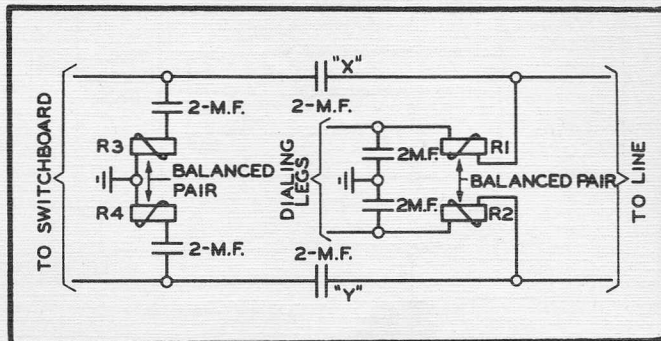 "X"
2-M.F.
2-M.F.
R3
BALANCED
PAIR
R4
2-M.F.
TO SWITCHBOARD
DIALING
LEGS
2M.F.
2M.F.
R1
BALANCED PAIR
R2
2-M.F.
"Y"
TO LINE